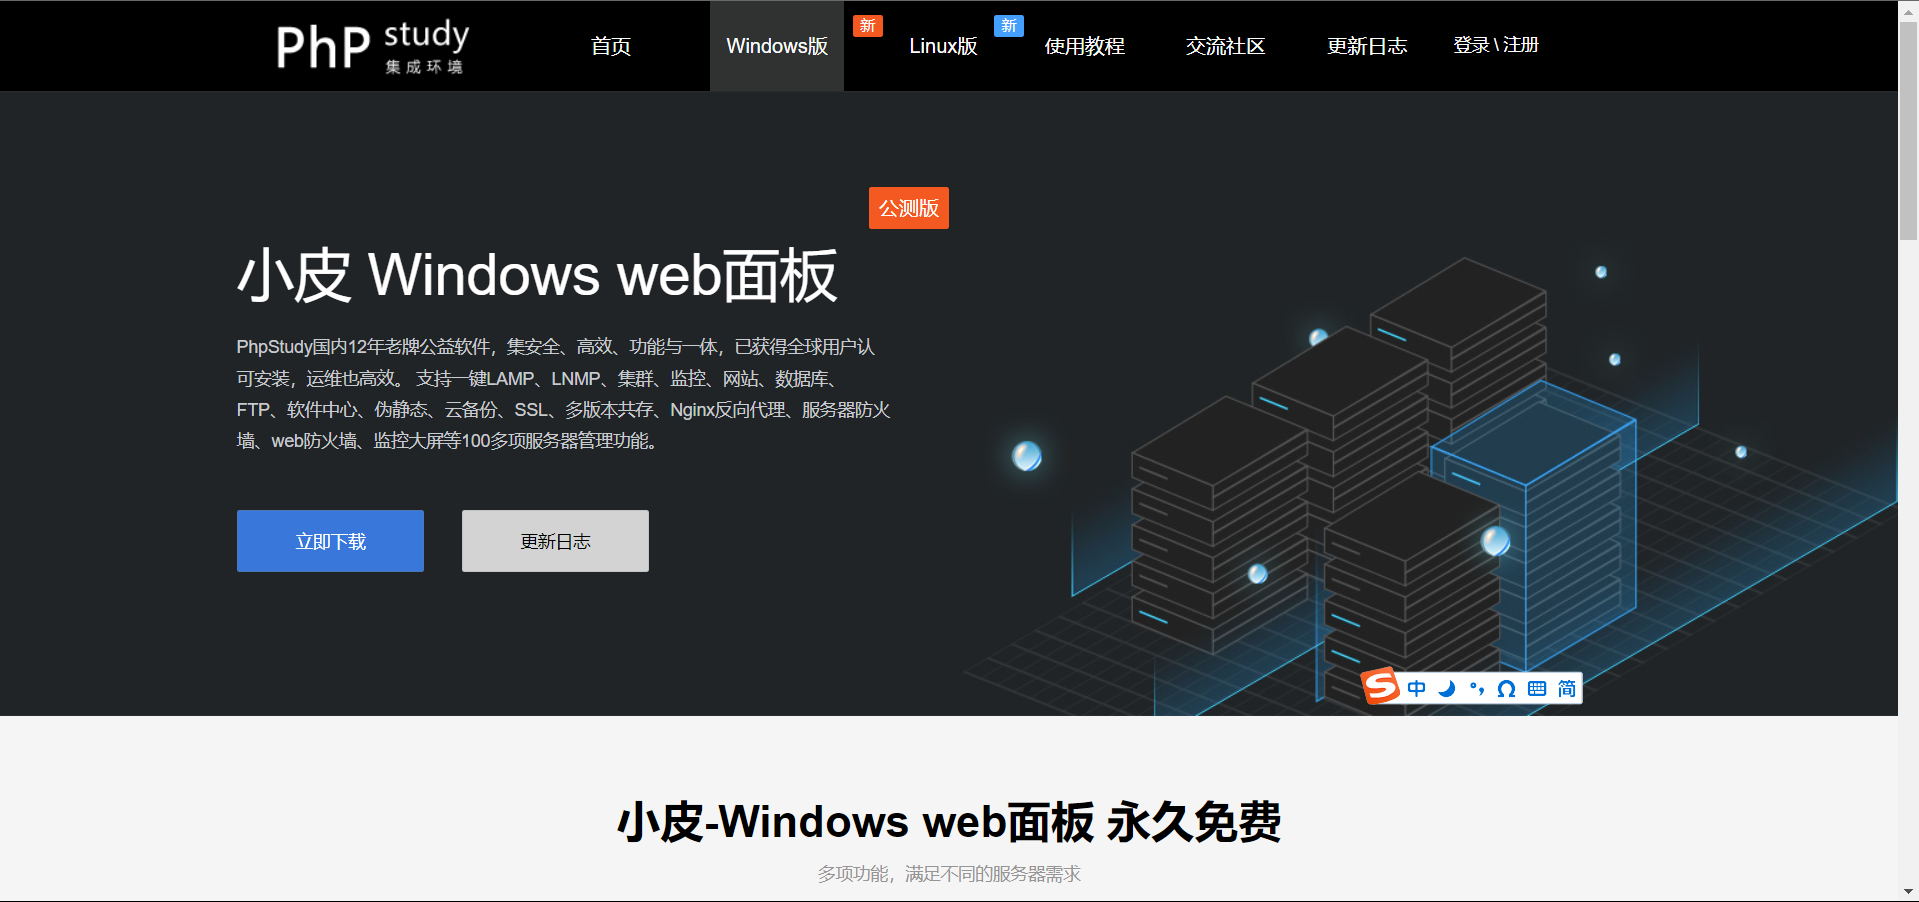 PhP study
集成环境
首页
Windows版
新
Linux版
新
使用教程
交流社区
更新日志
登录 \ 注册
公测版
小皮 Windows web面板
PhpStudy国内12年老牌公益软件，集安全、高效、功能与一体，已获得全球用户认
可安装，运维也高效。 支持一键LAMP、LNMP、集群、监控、网站、数据库、
FTP、软件中心、伪静态、云备份、SSL、多版本共存、Nginx反向代理、服务器防火
墙、web防火墙、监控大屏等100多项服务器管理功能。
立即下载
更新日志
S 中 简
小皮-Windows web面板 永久免费
多项功能，满足不同的服务器需求